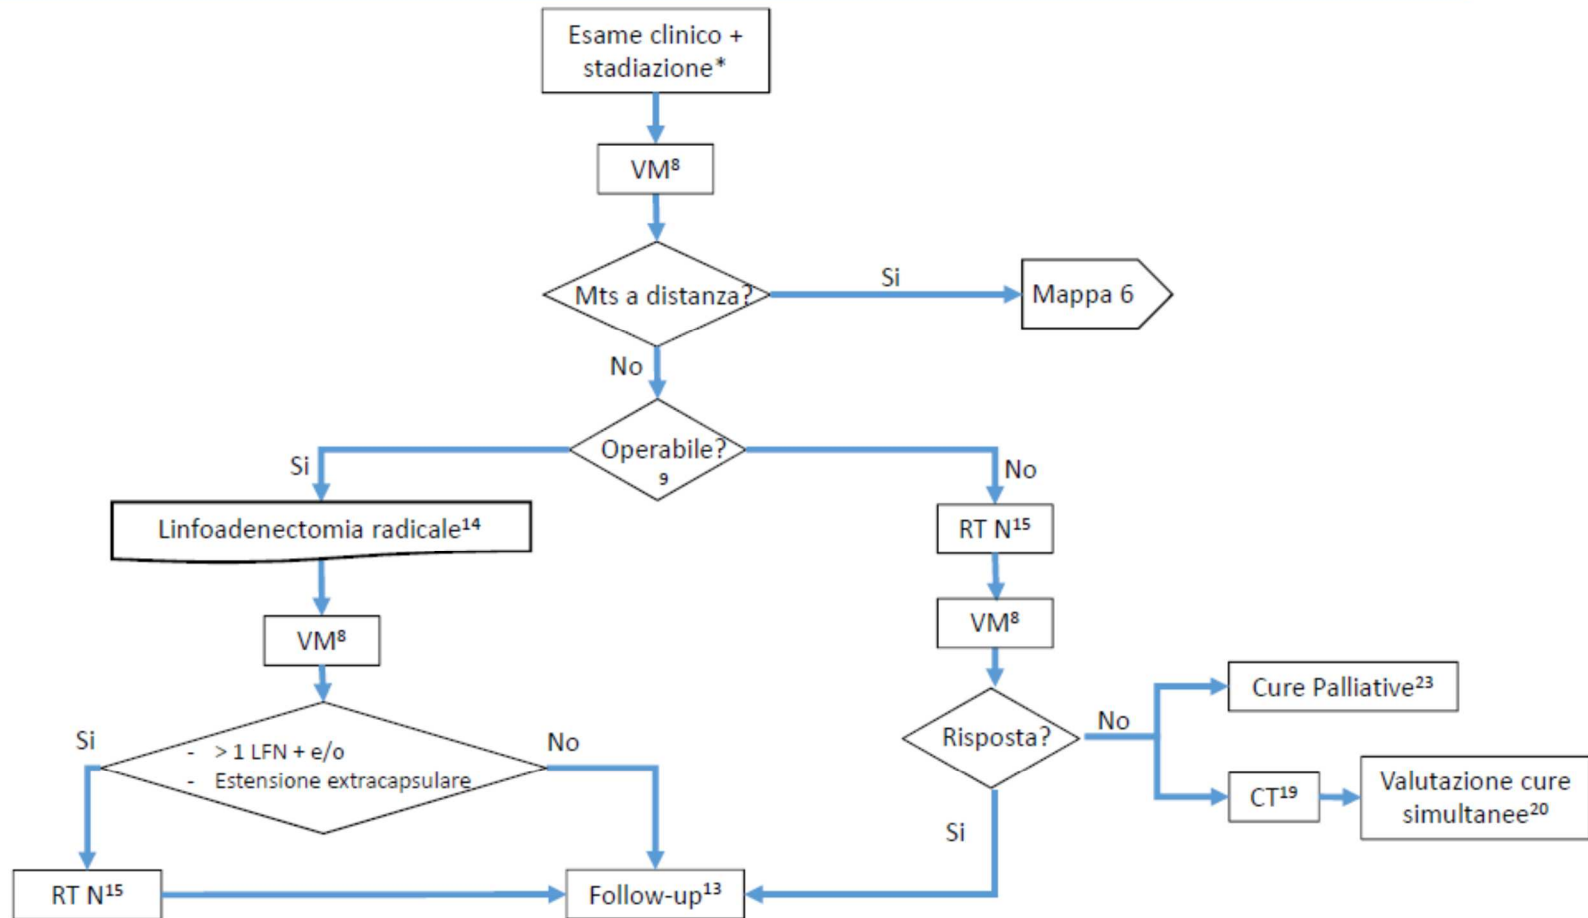 Esame clinico +
stadiazione*
VM⁸
Mts a distanza?
Si
Mappa 6
No
Operabile?
9
Si
No
Linfoadenectomia radicale¹⁴
RT N¹⁵
VM⁸
VM⁸
Risposta?
No
Cure Palliative²³
CT¹⁹
Valutazione cure
simultanee²⁰
Si
Si
- > 1 LFN + e/o
- Estensione extracapsulare
No
RT N¹⁵
Follow-up¹³